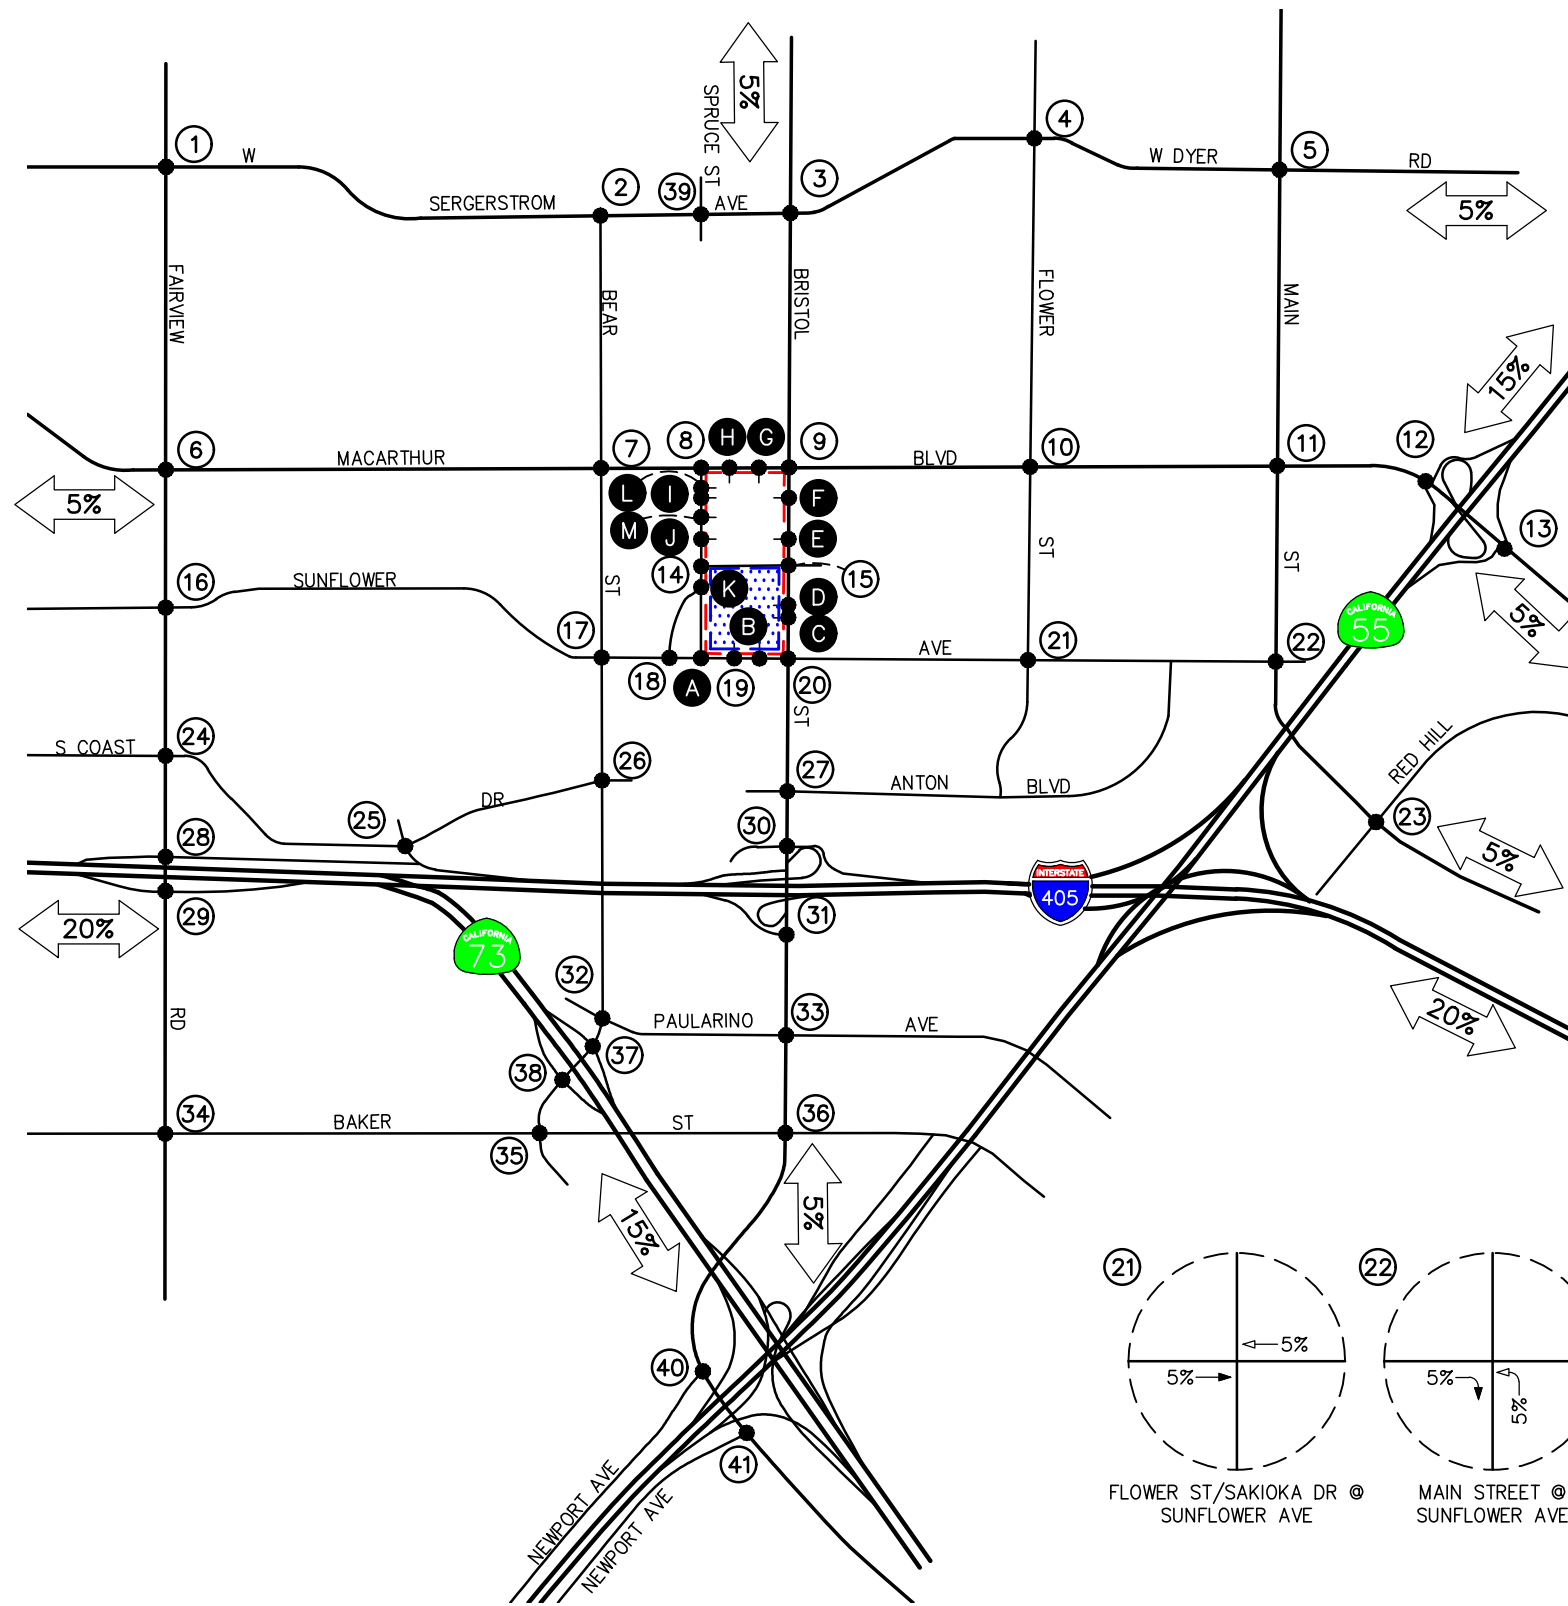 5%
SPRUCE ST
1
W
2
39
AVE
3
4
W DYER
5
RD
SERGERSTROM
5%
FAIRVIEW
BEAR
BRISTOL
FLOWER
MAIN
15%
6
MACARTHUR
7
8
H
G
9
BLVD
10
11
12
5%
L
I
F
13
M
J
E
ST
ST
16
SUNFLOWER
ST
14
K
15
D
5%
CALIFORNIA
55
17
B
C
AVE
21
22
18
A
19
20
ST
24
S COAST
26
27
ANTON
BLVD
RED HILL
DR
25
28
30
23
5%
INTERSTATE
405
29
31
20%
CALIFORNIA
73
32
RD
PAULARINO
33
AVE
20%
37
38
34
BAKER
ST
36
35
15%
5%
21
22
5%
5%
5%
5%
40
41
FLOWER ST/SAKIOKA DR @
SUNFLOWER AVE
MAIN STREET @
SUNFLOWER AVE
NEWPORT AVE
NEWPORT AVE